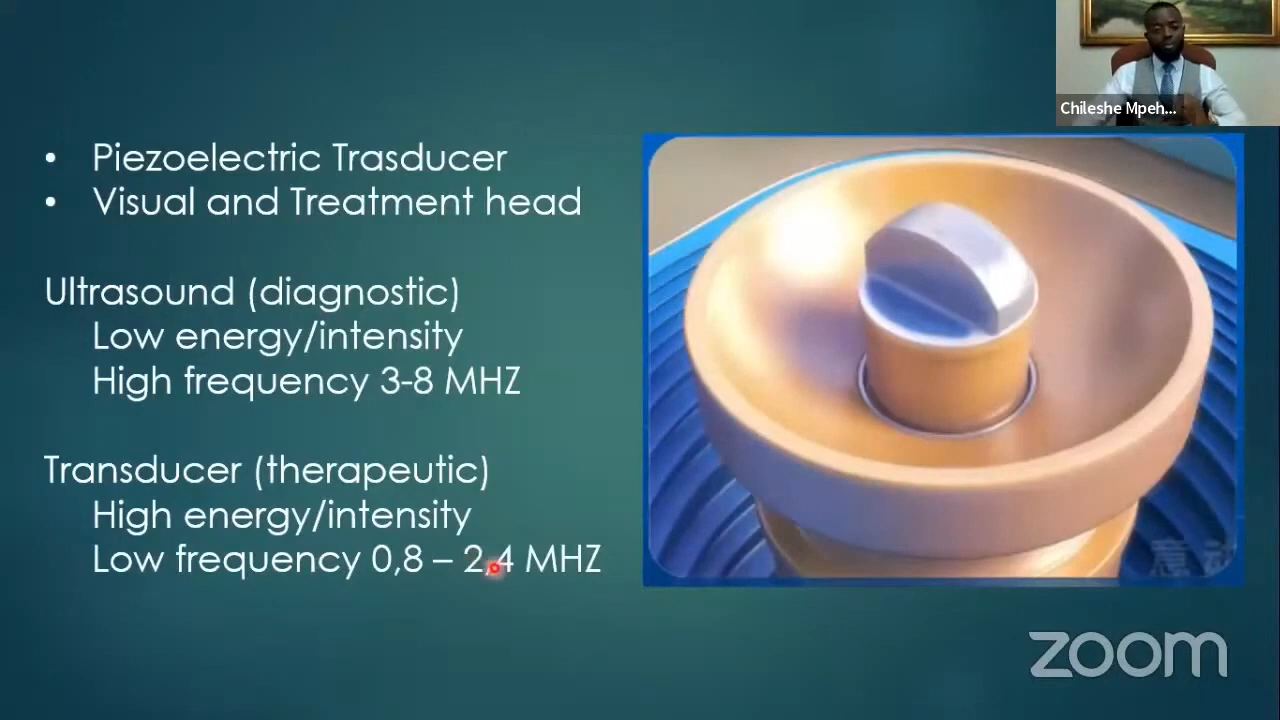 Chileshe Mpeh...
• Piezoelectric Trasducer
• Visual and Treatment head
Ultrasound (diagnostic)
Low energy/intensity
High frequency 3-8 MHZ
Transducer (therapeutic)
High energy/intensity
Low frequency 0,8 – 2,4 MHZ
zoom